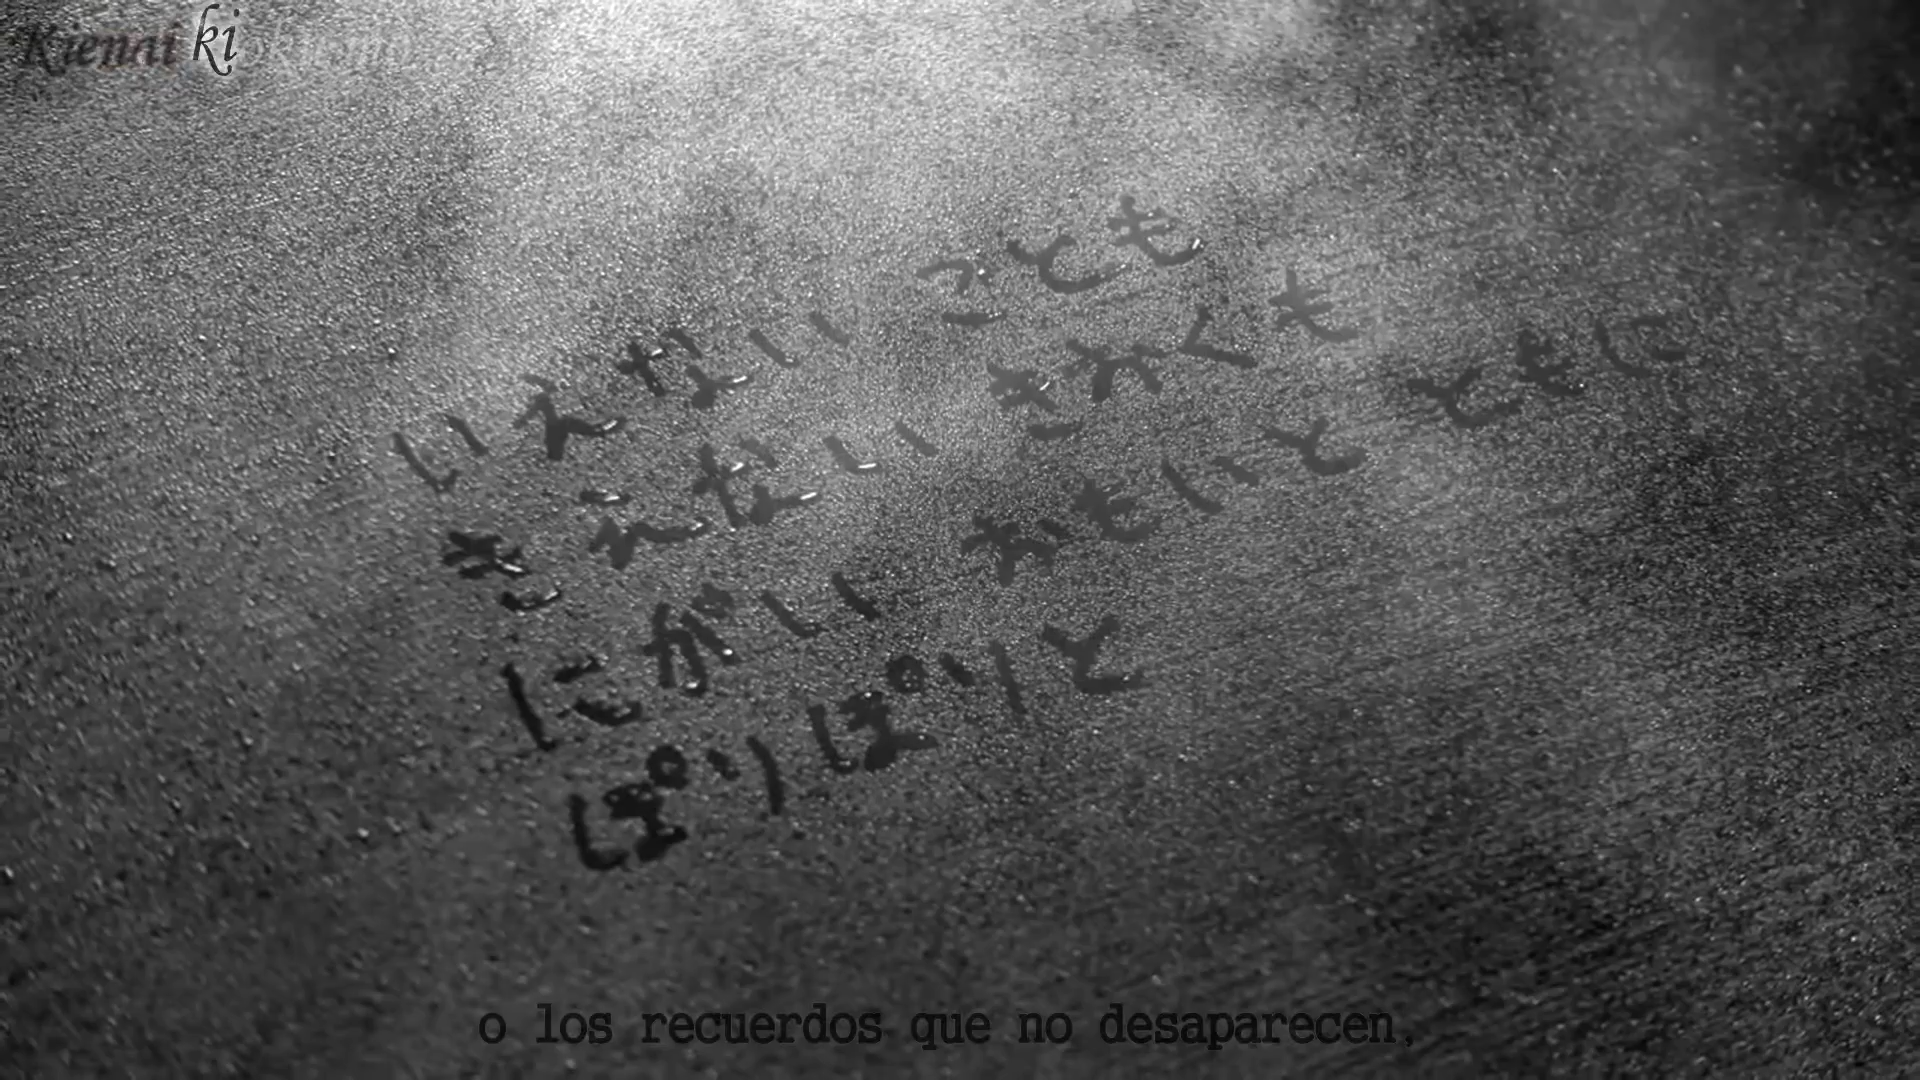 Kienai ki
いえない ことも
きえない きおくも
にがい おもいと ともに
ぽりぽりと
o los recuerdos que no desaparecen,